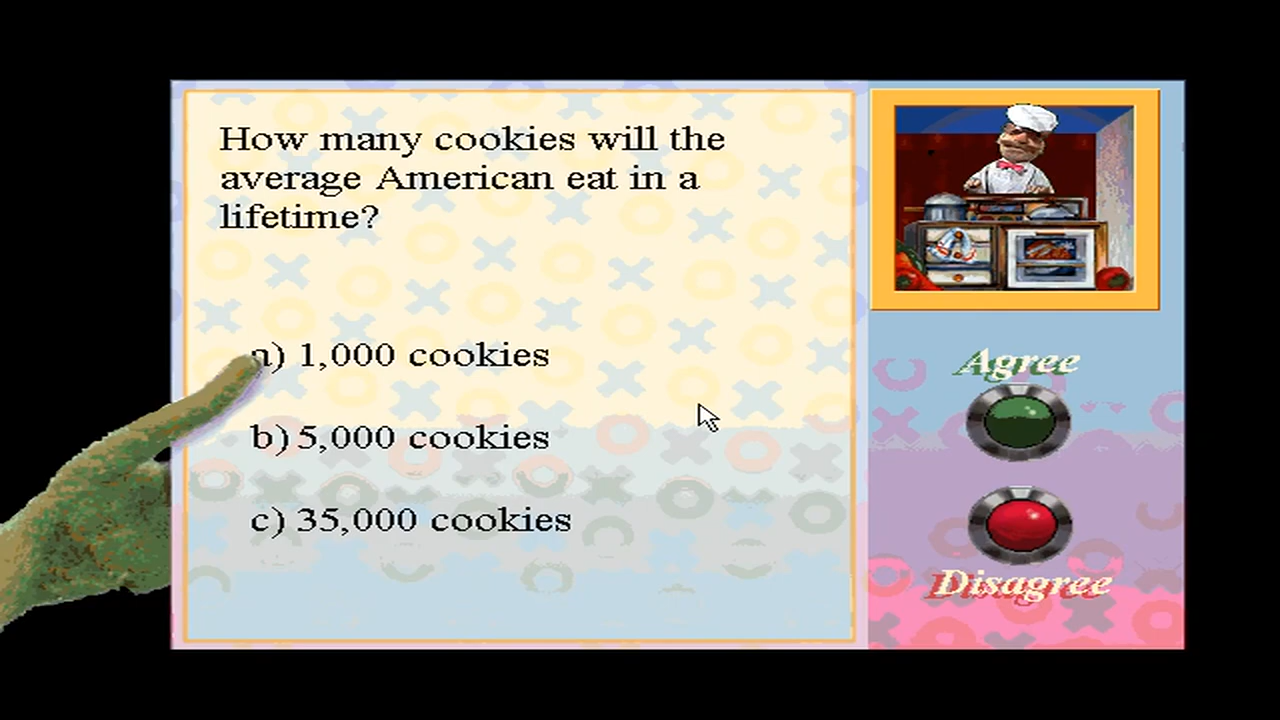 How many cookies will the
average American eat in a
lifetime?
a) 1,000 cookies
b) 5,000 cookies
c) 35,000 cookies
Agree
Disagree